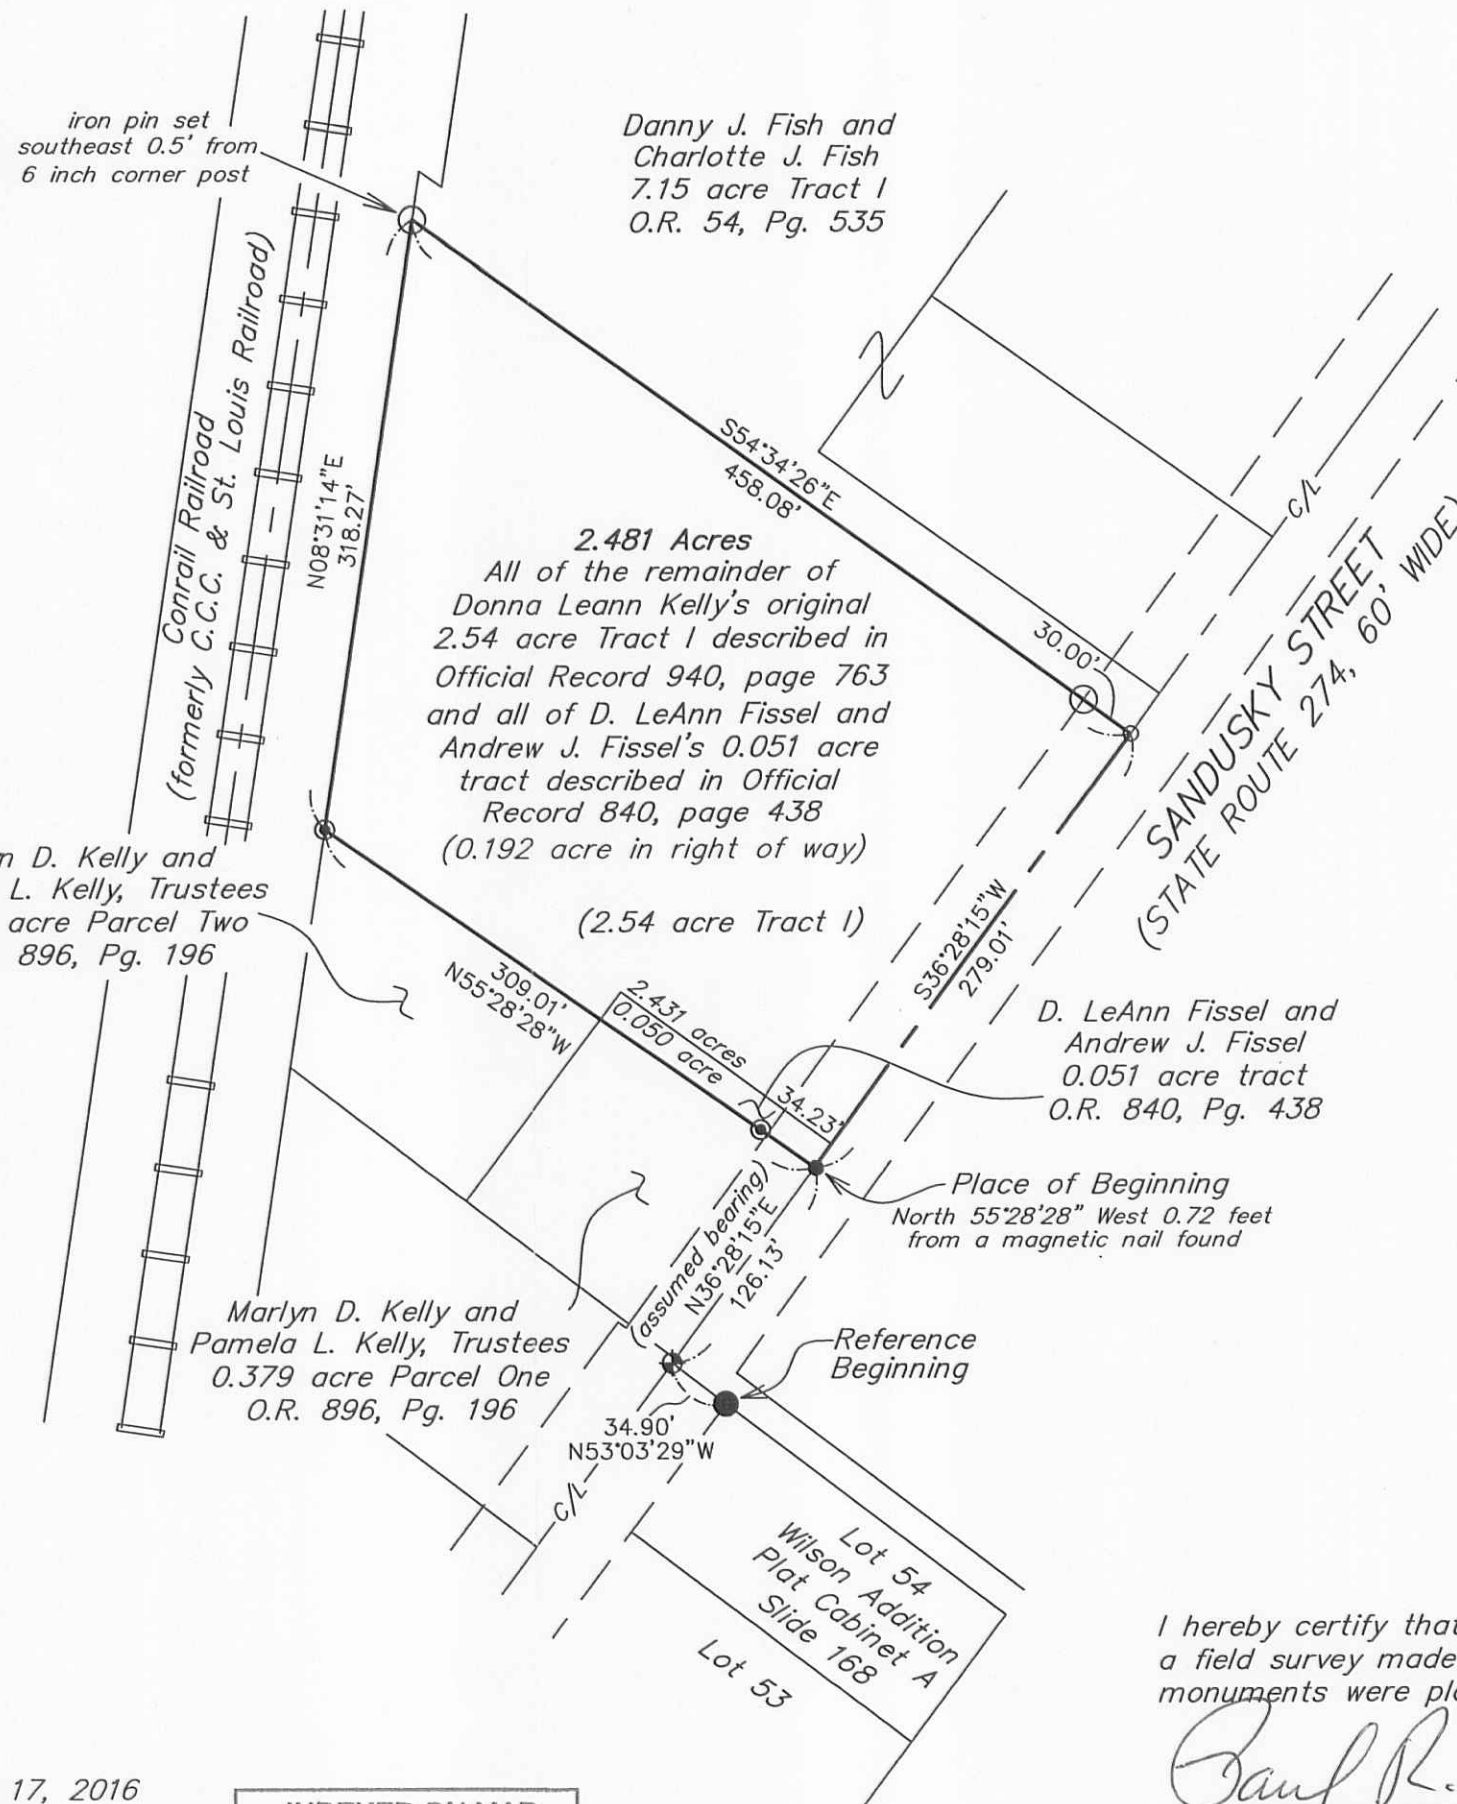 iron pin set
southeast 0.5' from
6 inch corner post
Danny J. Fish and
Charlotte J. Fish
7.15 acre Tract I
O.R. 54, Pg. 535
Conrail Railroad
(formerly C.C.C. & St. Louis Railroad)
N08°31'14"E
318.27'
S54°34'26"E
458.08'
C/L
SANDUSKY STREET
(STATE ROUTE 274, 60' WIDE)
30.00'
2.481 Acres
All of the remainder of
Donna Leann Kelly's original
2.54 acre Tract I described in
Official Record 940, page 763
and all of D. LeAnn Fissel and
Andrew J. Fissel's 0.051 acre
tract described in Official
Record 840, page 438
(0.192 acre in right of way)
(2.54 acre Tract I)
D. Kelly and
L. Kelly, Trustees
acre Parcel Two
896, Pg. 196
309.01'
N55°28'28"W
2.431 acres
0.050 acre
34.23'
S36°28'15"W
279.01'
D. LeAnn Fissel and
Andrew J. Fissel
0.051 acre tract
O.R. 840, Pg. 438
Place of Beginning
North 55°28'28" West 0.72 feet
from a magnetic nail found
(assumed bearing)
N36°28'15"E
126.13'
Marlyn D. Kelly and
Pamela L. Kelly, Trustees
0.379 acre Parcel One
O.R. 896, Pg. 196
Reference
Beginning
34.90'
N53°03'29"W
C/L
Lot 54
Wilson Addition
Plat Cabinet A
Slide 168
Lot 53
I hereby certify that
a field survey made
monuments were
Paul R.
17, 2016